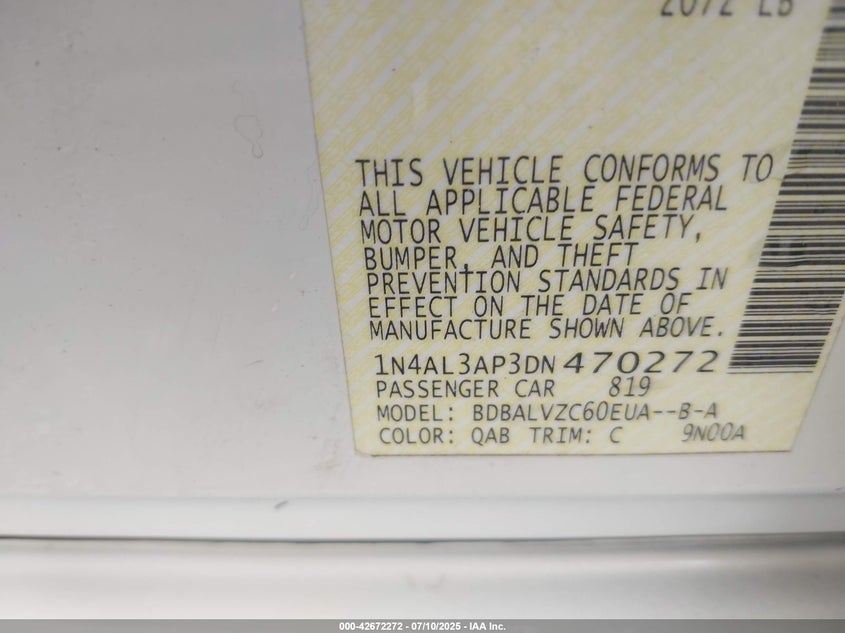 2072 LB
THIS VEHICLE CONFORMS TO
ALL APPLICABLE FEDERAL
MOTOR VEHICLE SAFETY,
BUMPER, AND THEFT
PREVENTION STANDARDS IN
EFFECT ON THE DATE OF
MANUFACTURE SHOWN ABOVE.
1N4AL3AP3DN470272
PASSENGER CAR 819
MODEL: BDBALVZC60EUA--B-A
COLOR: QAB TRIM: C 9N00A
000-42672272 - 07/10/2025 - IAA Inc.